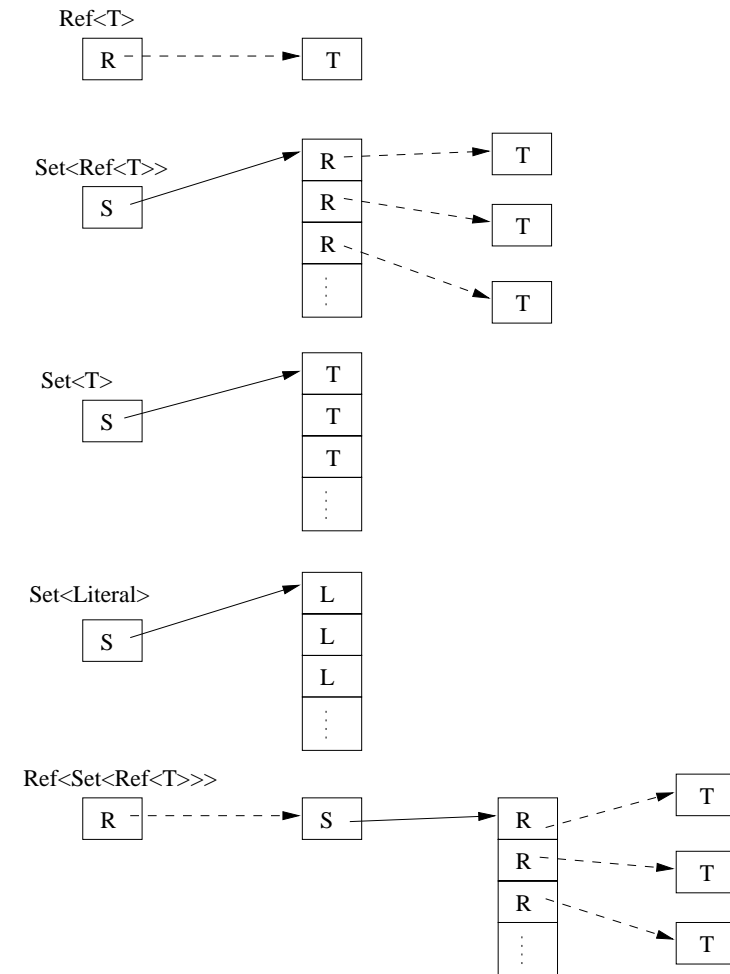 Ref<T>
R T
Set<Ref<T>>
S
R T
R T
R
T
Set<T>
S
T
T
T
Set<Literal>
S
L
L
L
Ref<Set<Ref<T>>>
R S R T
R T
R
T